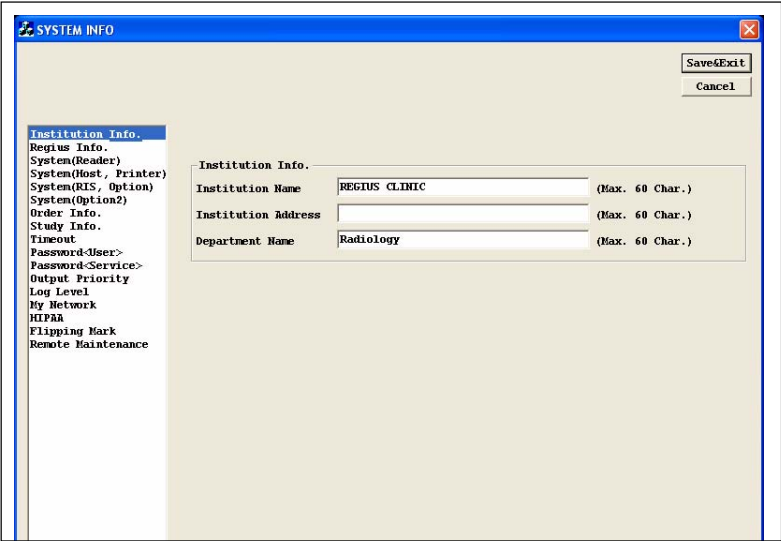 SYSTEM INFO
Save&Exit
Cancel
Institution Info.
Regius Info.
System(Reader)
System(Host, Printer)
System(RIS, Option)
System(Option2)
Order Info.
Study Info.
Timeout
Password<User>
Password<Service>
Output Priority
Log Level
My Network
HIPAA
Flipping Mark
Remote Maintenance
Institution Info.
Institution Name REGIUS CLINIC (Max. 60 Char.)
Institution Address (Max. 60 Char.)
Department Name Radiology (Max. 60 Char.)